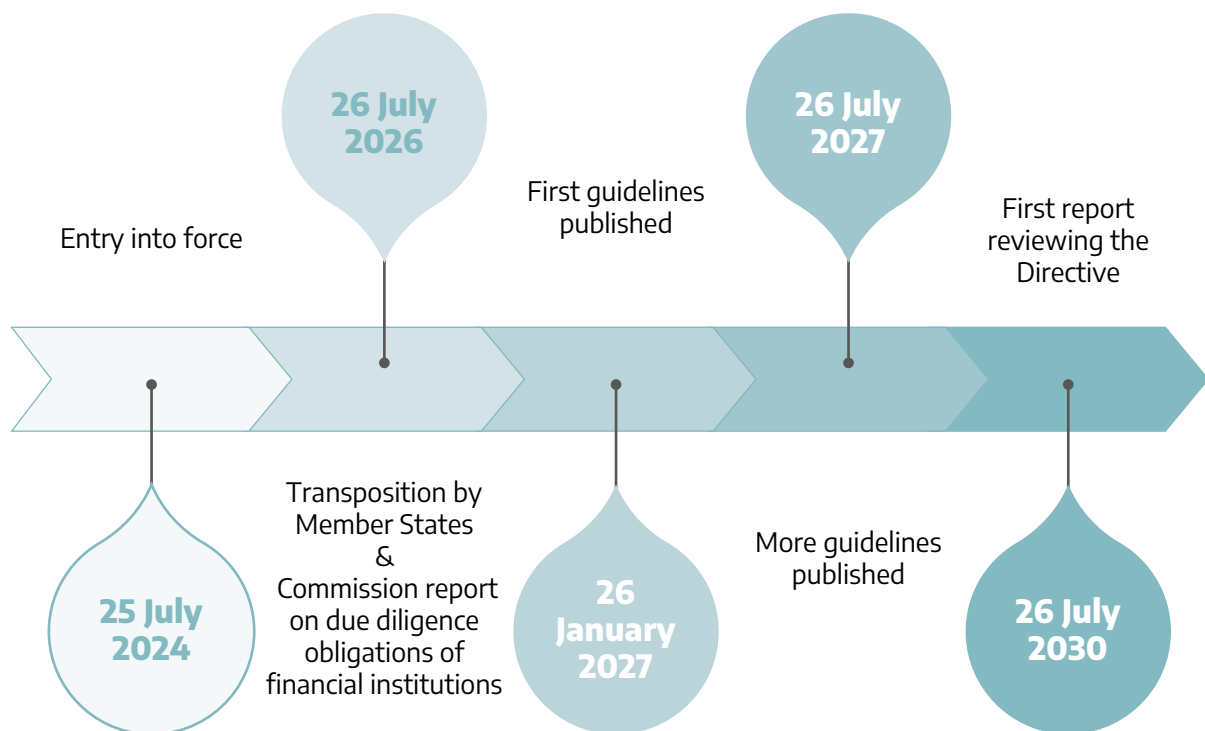 Entry into force
25 July
2024
26 July
2026
Transposition by
Member States
&
Commission report
on due diligence
obligations of
financial institutions
First guidelines
published
26
January
2027
26 July
2027
More guidelines
published
First report
reviewing the
Directive
26 July
2030